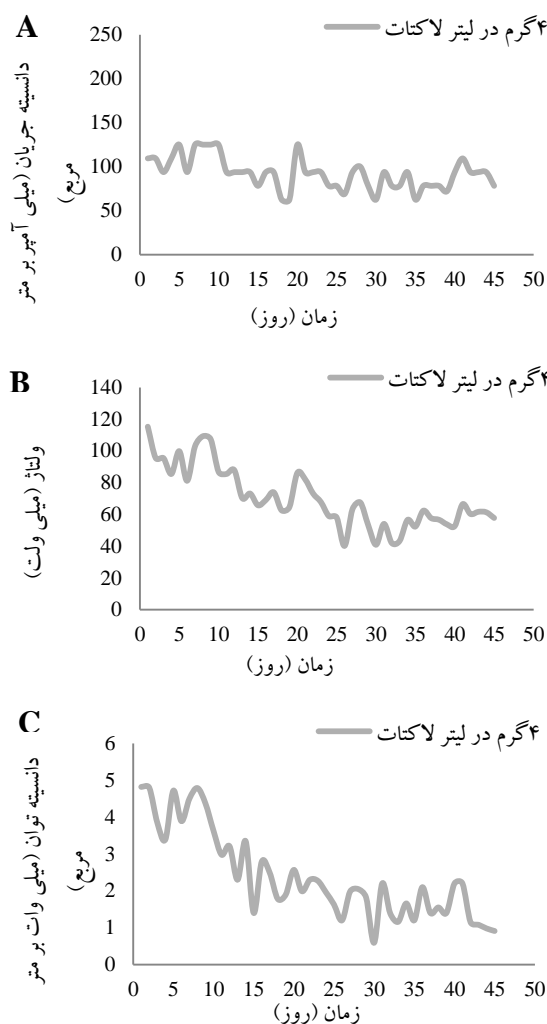 A
۴گرم در لیتر لاکتات
دانسیته جریان (میلی آمپر بر متر
مربع)
250
200
150
100
50
0
0 5 10 15 20 25 30 35 40 45 50
زمان (روز)
B
۴گرم در لیتر لاکتات
ولتاژ (میلی ولت)
140
120
100
80
60
40
20
0
0 5 10 15 20 25 30 35 40 45 50
زمان (روز)
C
۴گرم در لیتر لاکتات
دانسیته توان (میلی وات بر متر
مربع)
6
5
4
3
2
1
0
0 5 10 15 20 25 30 35 40 45 50
زمان (روز)